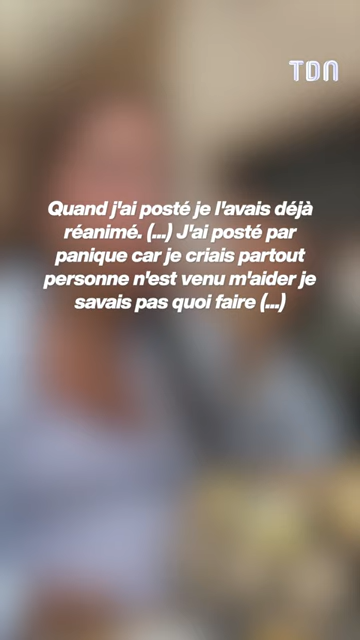 TDN
Quand j'ai posté je l'avais déjà
réanimé. (...) J'ai posté par
panique car je criais partout
personne n'est venu m'aider je
savais pas quoi faire (...)